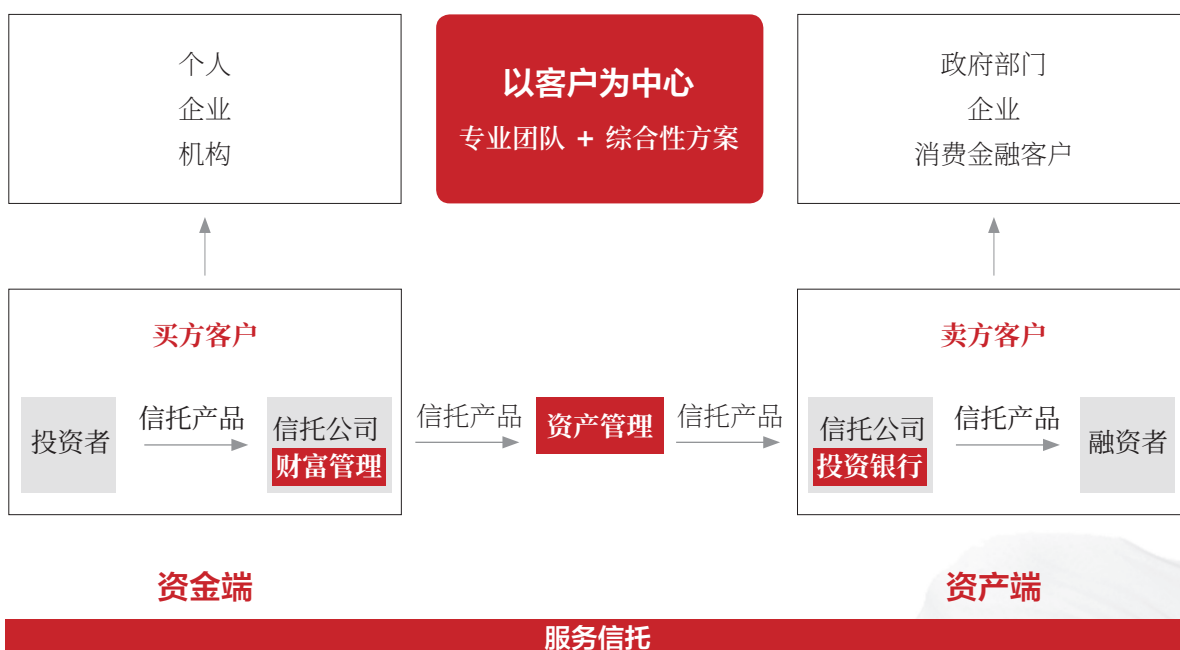 个人
企业
机构
以客户为中心
专业团队 + 综合性方案
政府部门
企业
消费金融客户
买方客户
投资者
信托产品
信托公司
财富管理
信托产品
资产管理
信托产品
卖方客户
信托公司
投资银行
信托产品
融资者
资金端
资产端
服务信托